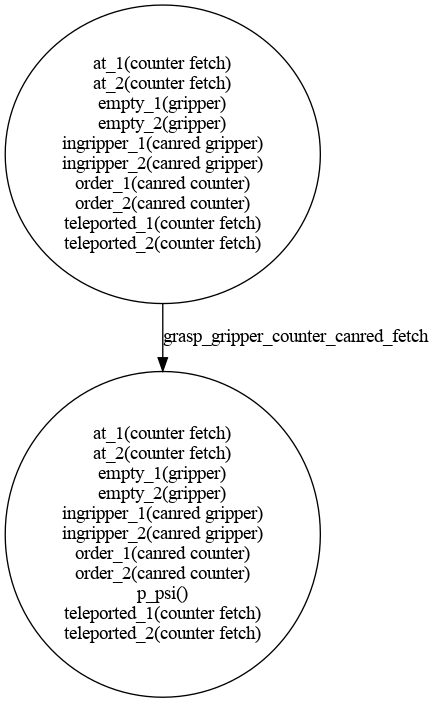 at_1(counter fetch)
at_2(counter fetch)
empty_1(gripper)
empty_2(gripper)
ingripper_1(canred gripper)
ingripper_2(canred gripper)
order_1(canred counter)
order_2(canred counter)
teleported_1(counter fetch)
teleported_2(counter fetch)
grasp_gripper_counter_canred_fetch
at_1(counter fetch)
at_2(counter fetch)
empty_1(gripper)
empty_2(gripper)
ingripper_1(canred gripper)
ingripper_2(canred gripper)
order_1(canred counter)
order_2(canred counter)
p_psi()
teleported_1(counter fetch)
teleported_2(counter fetch)